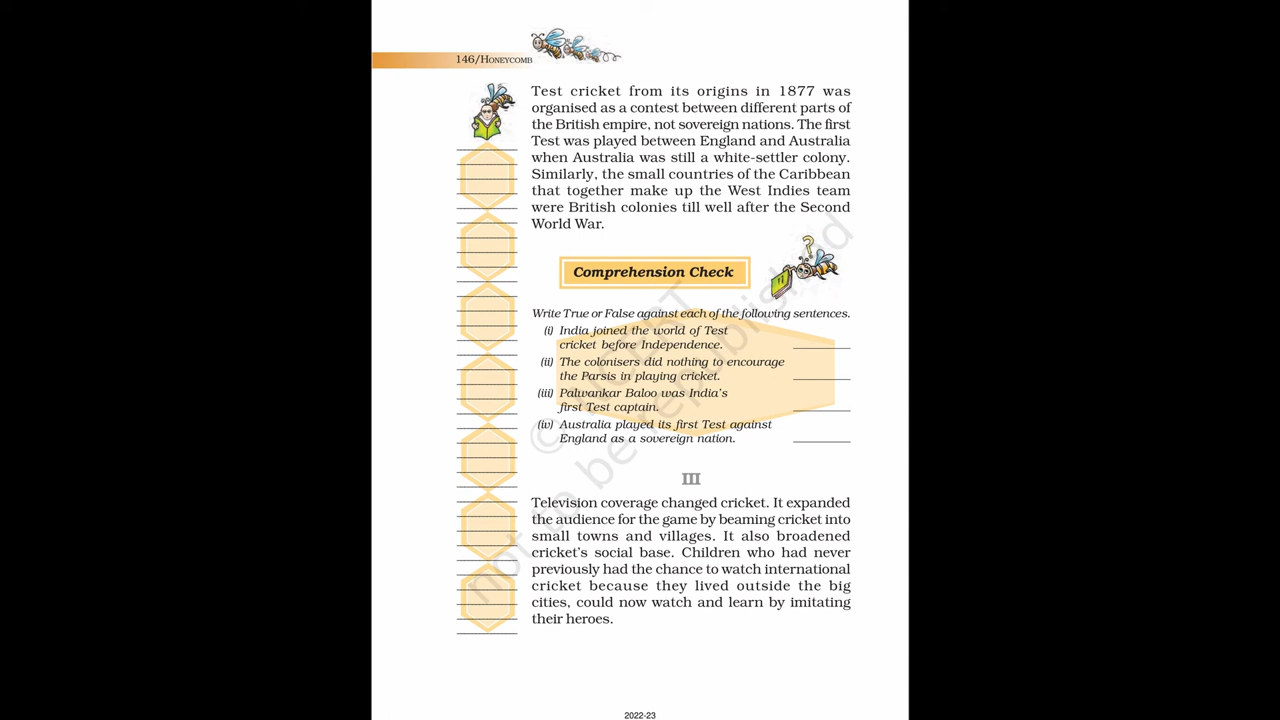 146/HONEYCOMB
Test cricket from its origins in 1877 was
organised as a contest between different parts of
the British empire, not sovereign nations. The first
Test was played between England and Australia
when Australia was still a white-settler colony.
Similarly, the small countries of the Caribbean
that together make up the West Indies team
were British colonies till well after the Second
World War.
?
Comprehension Check
Write True or False against each of the following sentences.
(i) India joined the world of Test
cricket before Independence.
(ii) The colonisers did nothing to encourage
the Parsis in playing cricket.
(iii) Palwankar Baloo was India's
first Test captain.
(iv) Australia played its first Test against
England as a sovereign nation.
III
Television coverage changed cricket. It expanded
the audience for the game by beaming cricket into
small towns and villages. It also broadened
cricket's social base. Children who had never
previously had the chance to watch international
cricket because they lived outside the big
cities, could now watch and learn by imitating
their heroes.
© NCERT
not to be republished
2022-23